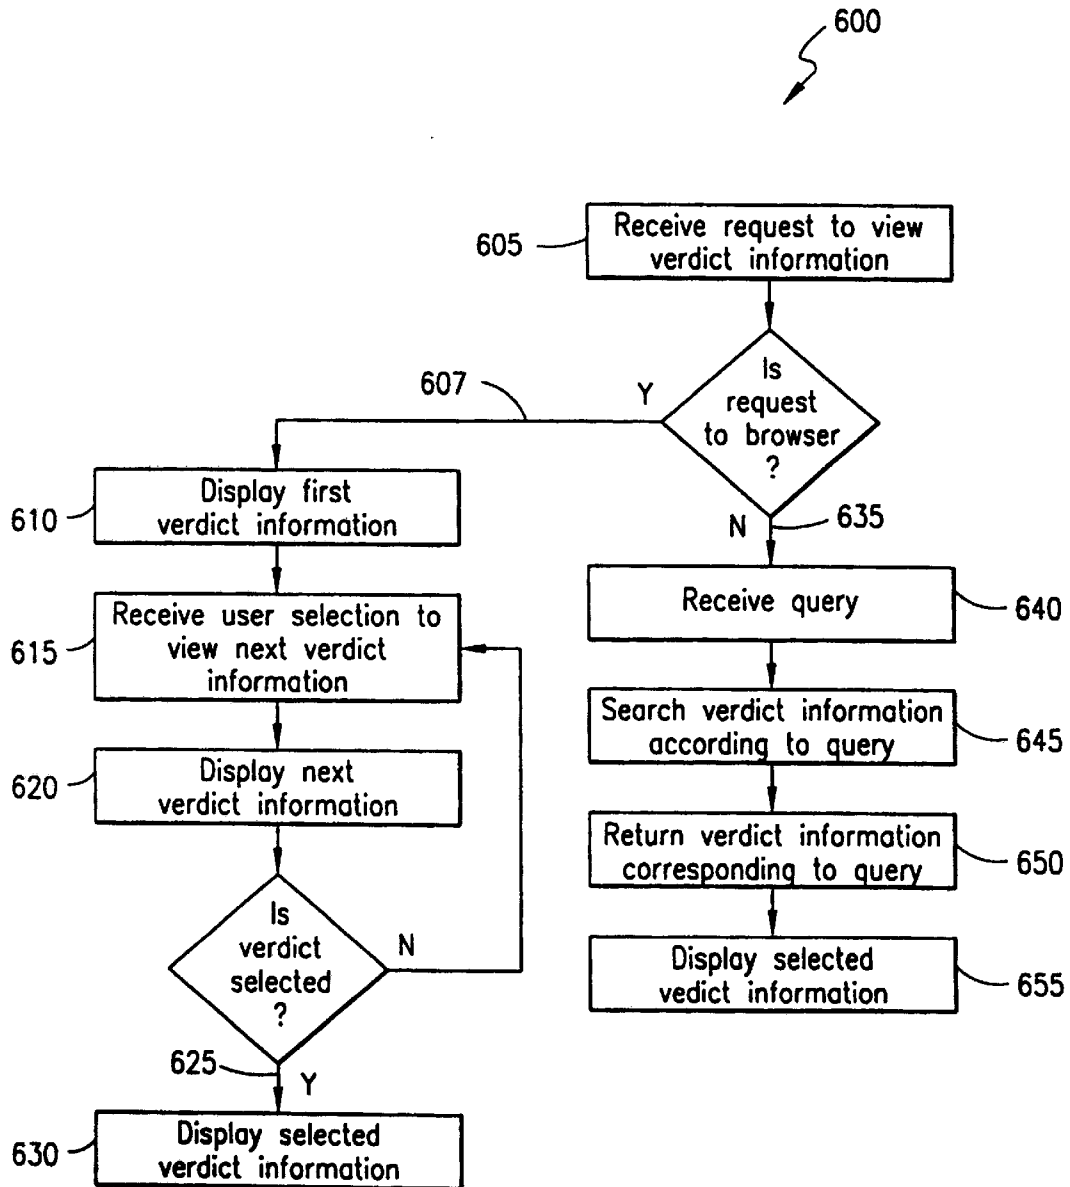 600
605
Receive request to view
verdict information
Is
request
to browser
?
Y
607
N
635
610
Display first
verdict information
615
Receive user selection to
view next verdict
information
620
Display next
verdict information
Is
verdict
selected
?
N
625
Y
630
Display selected
verdict information
Receive query
640
Search verdict information
according to query
645
Return verdict information
corresponding to query
650
Display selected
vedict information
655